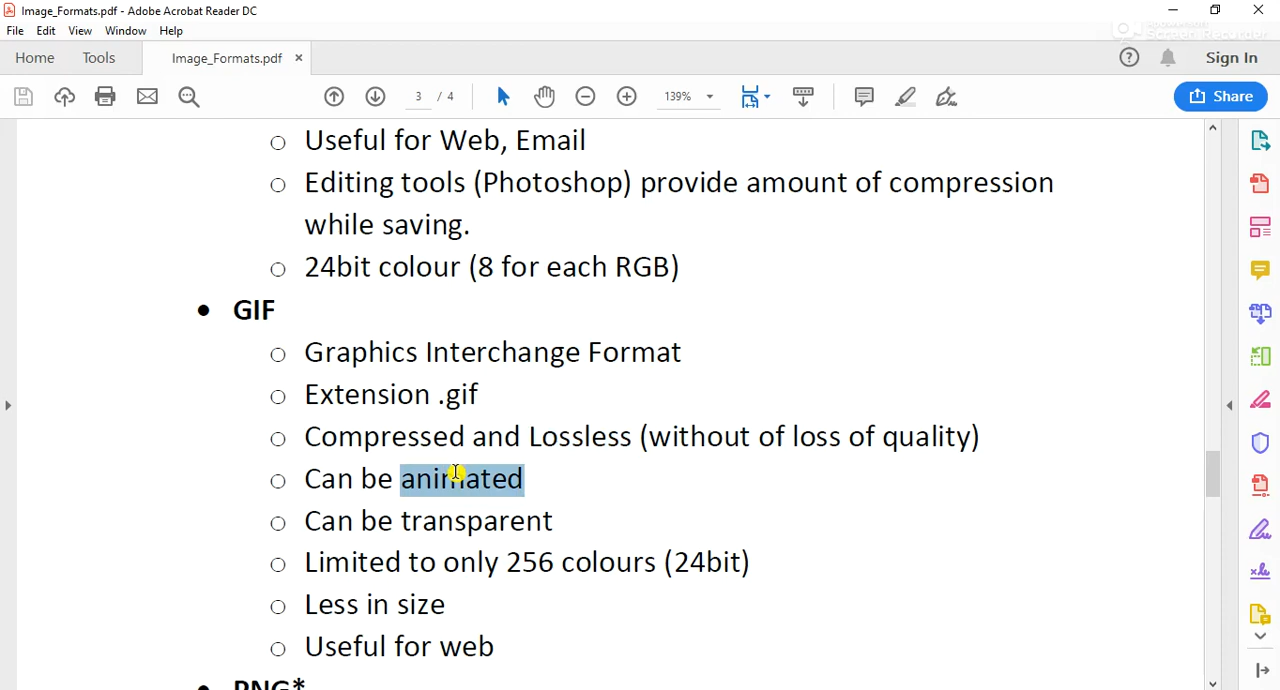 Image_Formats.pdf - Adobe Acrobat Reader DC
File Edit View Window Help
Screen Recorder
Home Tools Image_Formats.pdf × Sign In
3 / 4 139% Share
○ Useful for Web, Email
○ Editing tools (Photoshop) provide amount of compression
while saving.
○ 24bit colour (8 for each RGB)
• GIF
○ Graphics Interchange Format
○ Extension .gif
○ Compressed and Lossless (without of loss of quality)
○ Can be animated
○ Can be transparent
○ Limited to only 256 colours (24bit)
○ Less in size
○ Useful for web
• PNG*